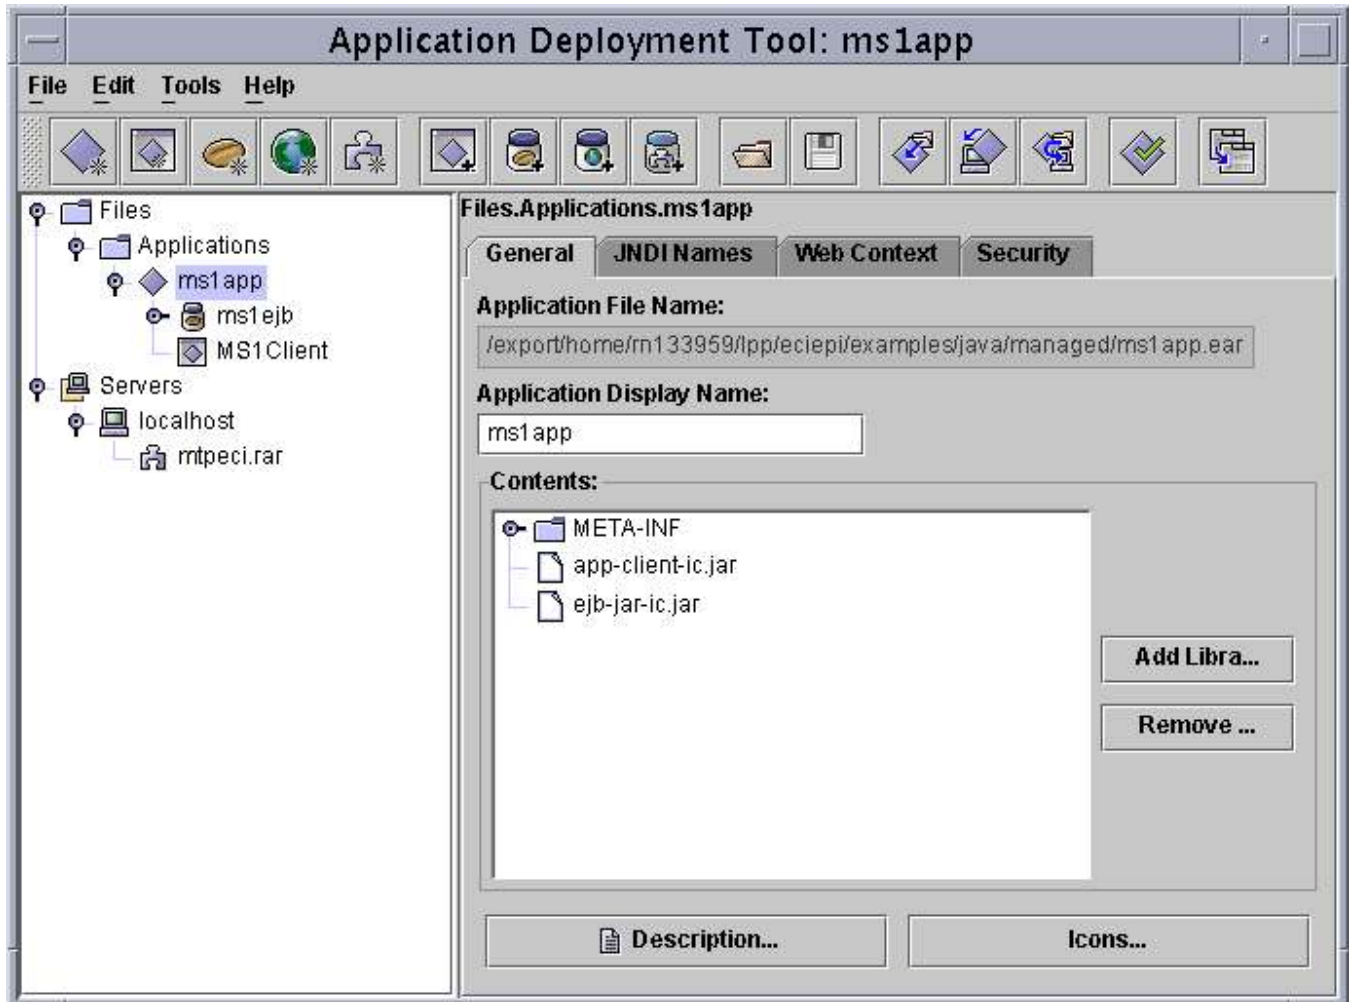 Application Deployment Tool: ms1app
File Edit Tools Help
Files
Applications
ms1app
ms1ejb
MS1Client
Servers
localhost
mtpeci.rar
Files.Applications.ms1app
General JNDI Names Web Context Security
Application File Name:
/export/home/rn133959/lpp/eciepi/examples/java/managed/ms1app.ear
Application Display Name:
ms1app
Contents:
META-INF
app-client-ic.jar
ejb-jar-ic.jar
Add Libra...
Remove ...
Description... Icons...